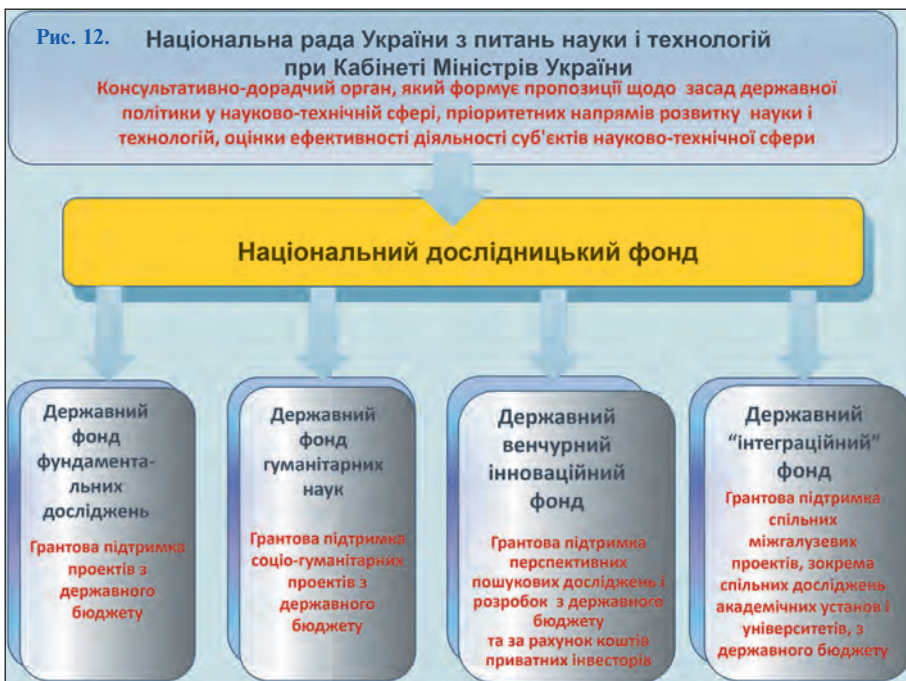 Рис. 12.
Національна рада України з питань науки і технологій
при Кабінеті Міністрів України
Консультативно-дорадчий орган, який формує пропозиції щодо засад державної
політики у науково-технічній сфері, пріоритетних напрямів розвитку науки і
технологій, оцінки ефективності діяльності суб'єктів науково-технічної сфери
Національний дослідницький фонд
Державний
фонд
фундамента-
льних
досліджень
Грантова підтримка
проектів з
державного
бюджету
Державний
фонд
гуманітарних
наук
Грантова підтримка
соціо-гуманітарних
проектів з
державного
бюджету
Державний
венчурний
інноваційний
фонд
Грантова підтримка
перспективних
пошукових досліджень і
розробок з державного
бюджету
та за рахунок коштів
приватних інвесторів
Державний
“інтеграційний”
фонд
Грантова підтримка
спільних
міжгалузевих
проектів, зокрема
спільних досліджень
академічних установ і
університетів, з
державного бюджету